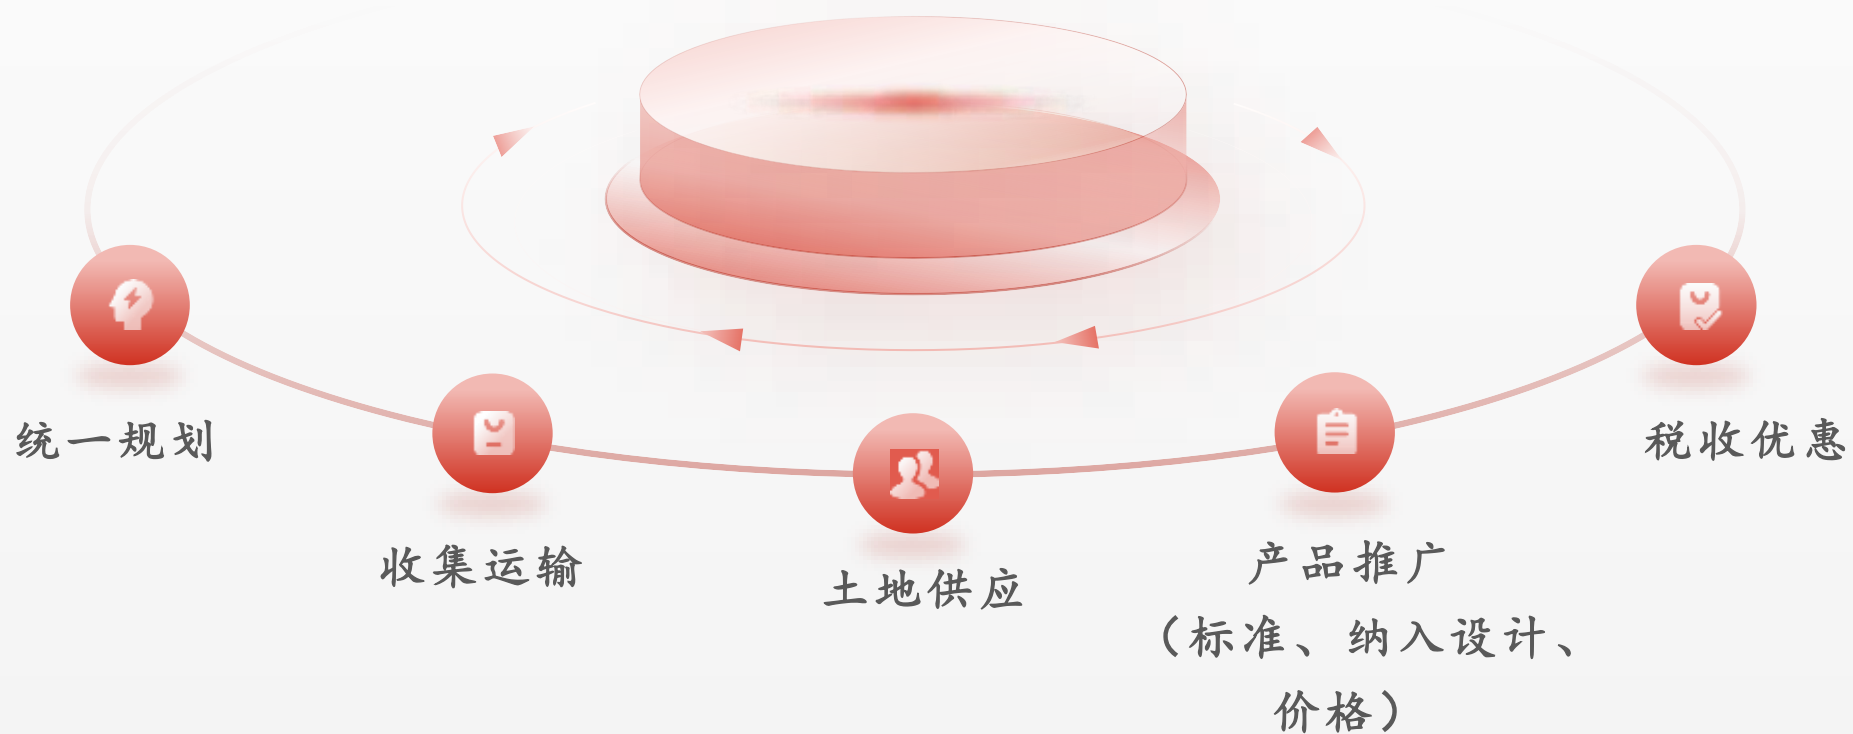 统一规划
收集运输
土地供应
产品推广
（标准、纳入设计、
价格）
税收优惠